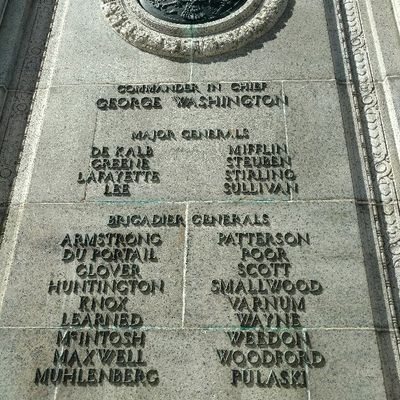 COMMANDER IN CHIEF
GEORGE WASHINGTON
MAJOR GENERALS
DE KALB MIFFLIN
GREENE STEUBEN
LAFAYETTE STIRLING
LEE SULLIVAN
BRIGADIER GENERALS
ARMSTRONG PATTERSON
DU PORTAIL POOR
GLOVER SCOTT
HUNTINGTON SMALLWOOD
KNOX VARNUM
LEARNED WAYNE
McINTOSH WEEDON
MAXWELL WOODFORD
MUHLENBERG PULASKI